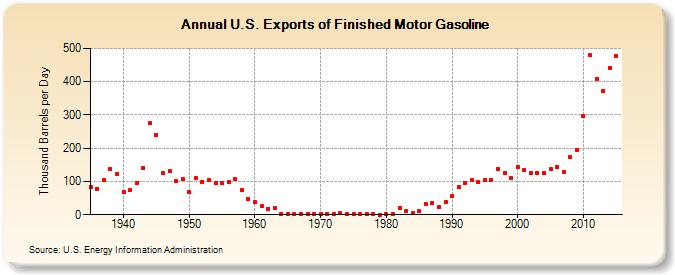 Annual U.S. Exports of Finished Motor Gasoline
Thousand Barrels per Day
500
400
300
200
100
0
1940 1950 1960 1970 1980 1990 2000 2010
Source: U.S. Energy Information Administration